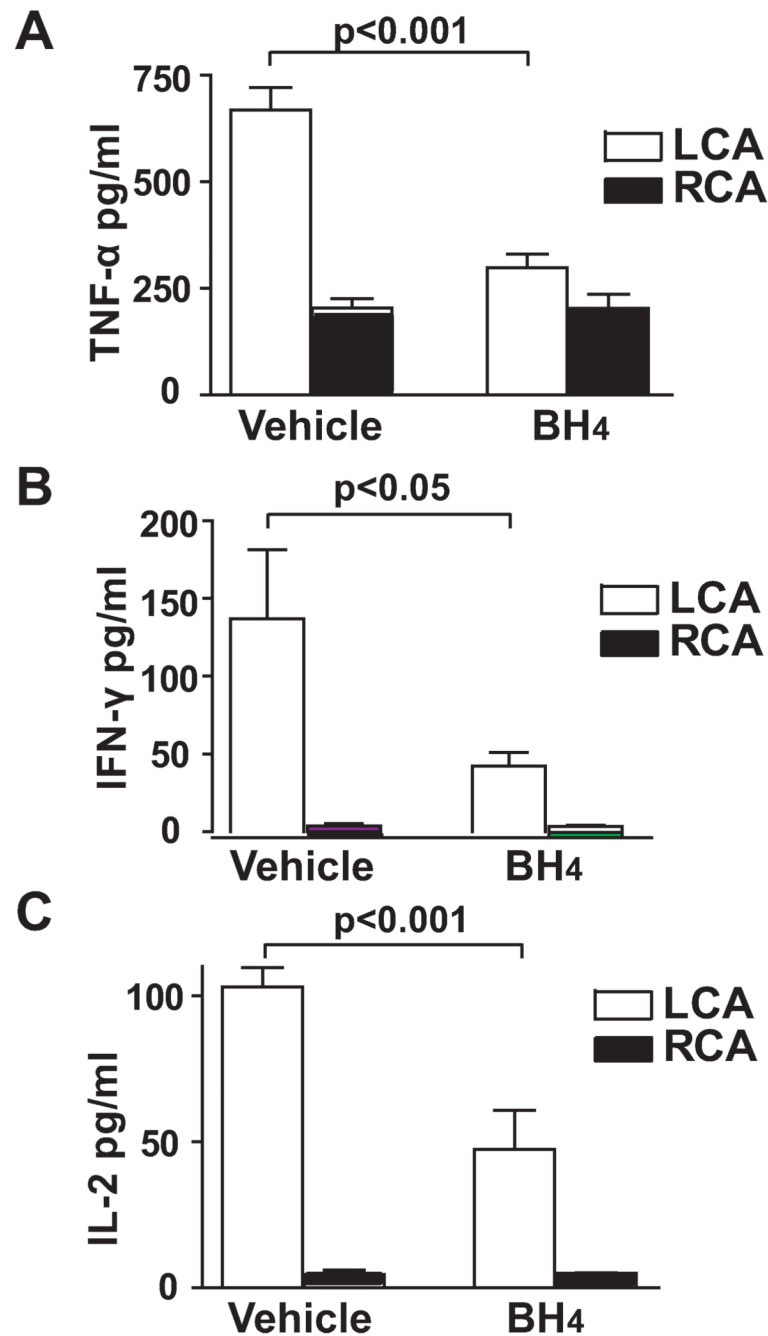 A
p<0.001
750
500
250
0
TNF-α pg/ml
LCA
RCA
Vehicle
BH4
B
p<0.05
200
150
100
50
0
IFN-γ pg/ml
LCA
RCA
Vehicle
BH4
C
p<0.001
100
50
0
IL-2 pg/ml
LCA
RCA
Vehicle
BH4